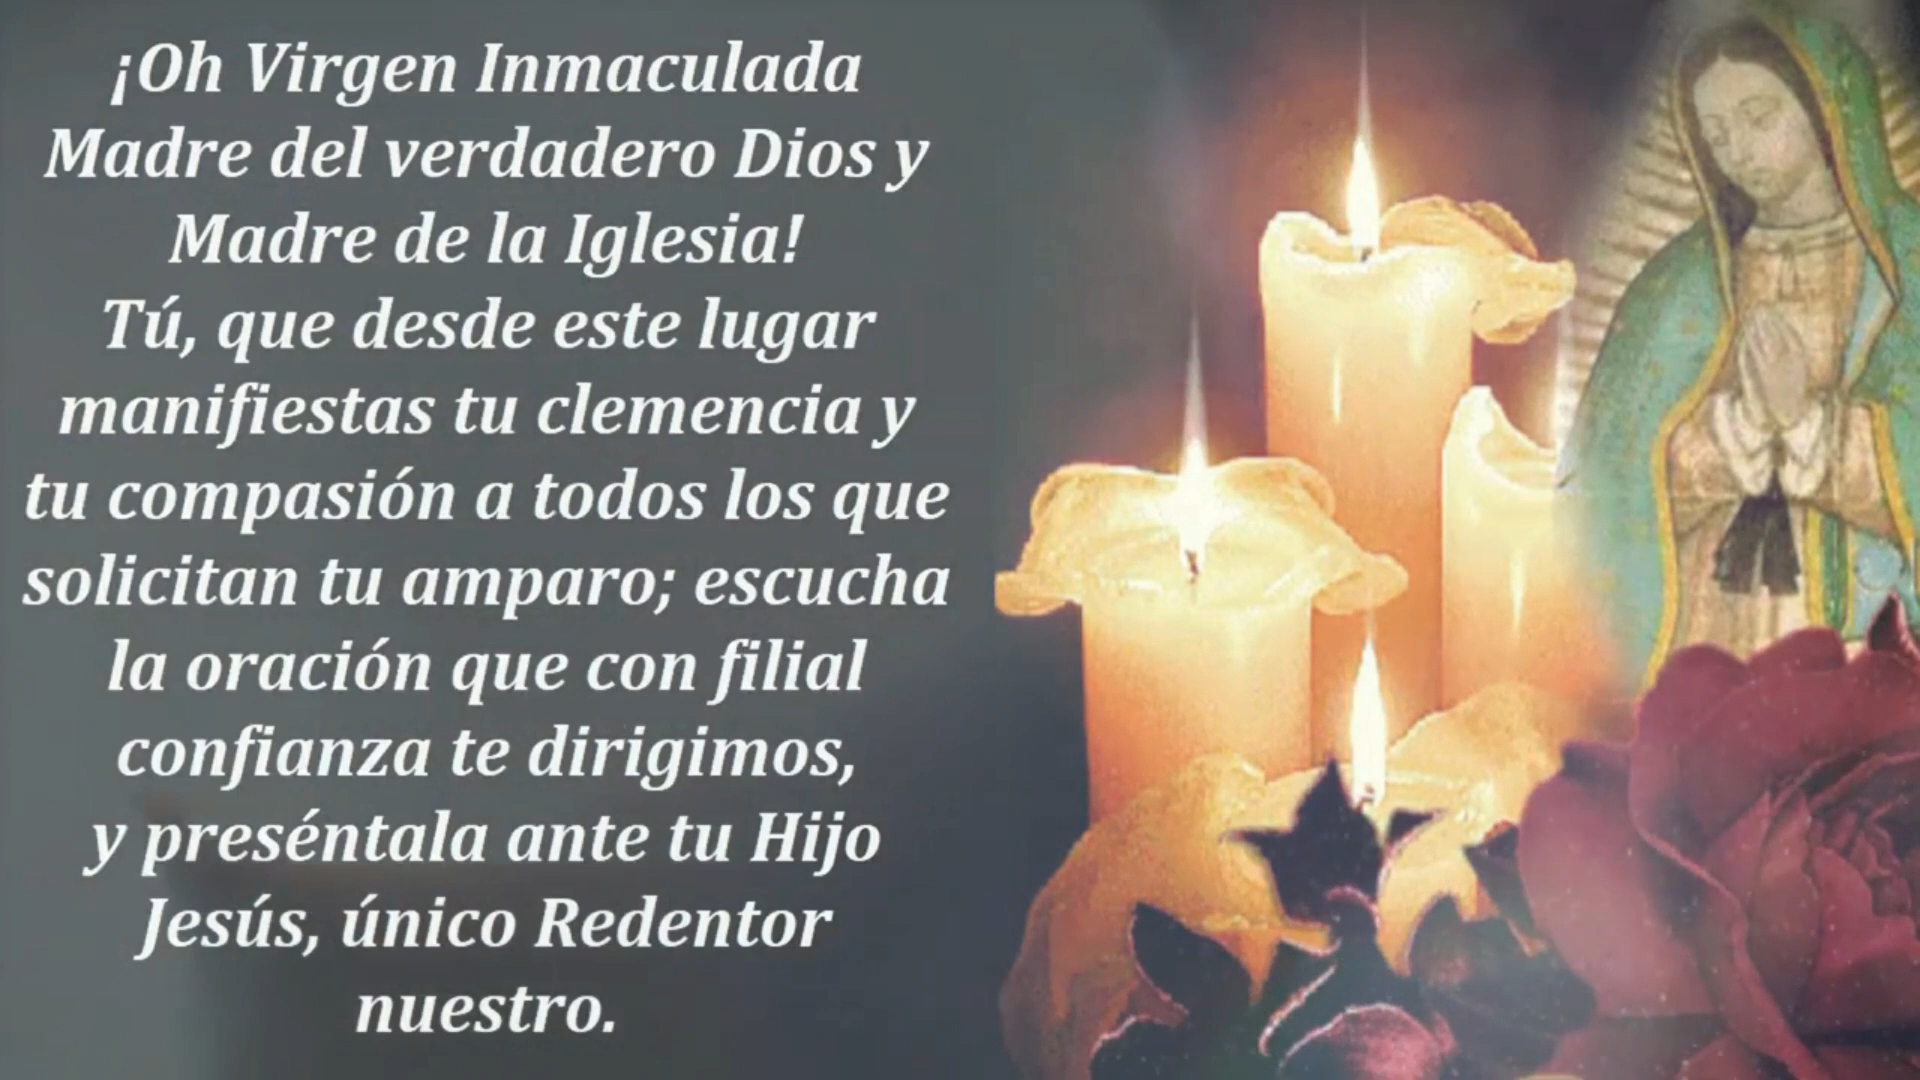 ¡Oh Virgen Inmaculada
Madre del verdadero Dios y
Madre de la Iglesia!
Tú, que desde este lugar
manifiestas tu clemencia y
tu compasión a todos los que
solicitan tu amparo; escucha
la oración que con filial
confianza te dirigimos,
y preséntala ante tu Hijo
Jesús, único Redentor
nuestro.